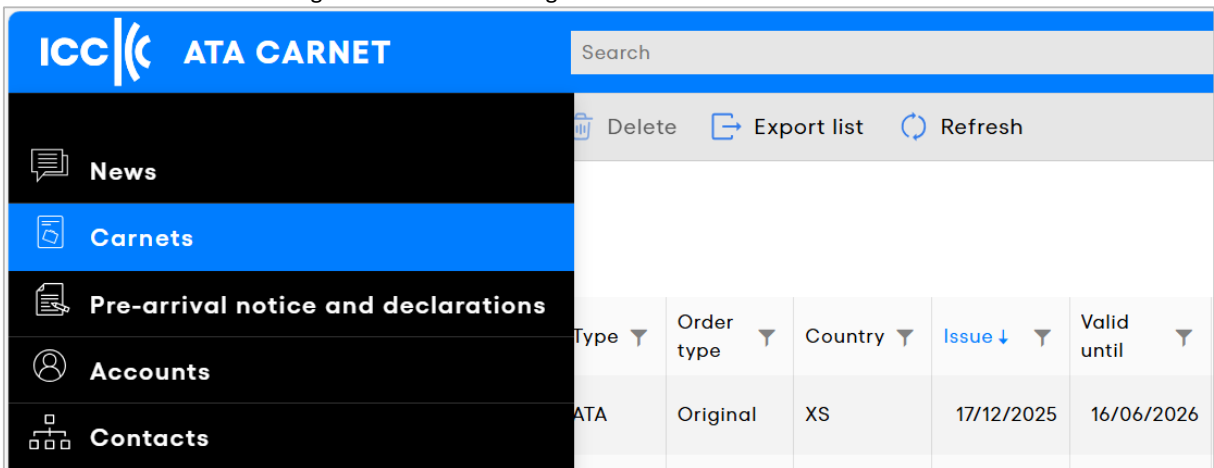 ICC ATA CARNET
Search
Delete Export list Refresh
News
Carnets
Pre-arrival notice and declarations
Accounts
Contacts
Type Order type Country Issue↓ Valid until
ATA Original XS 17/12/2025 16/06/2026